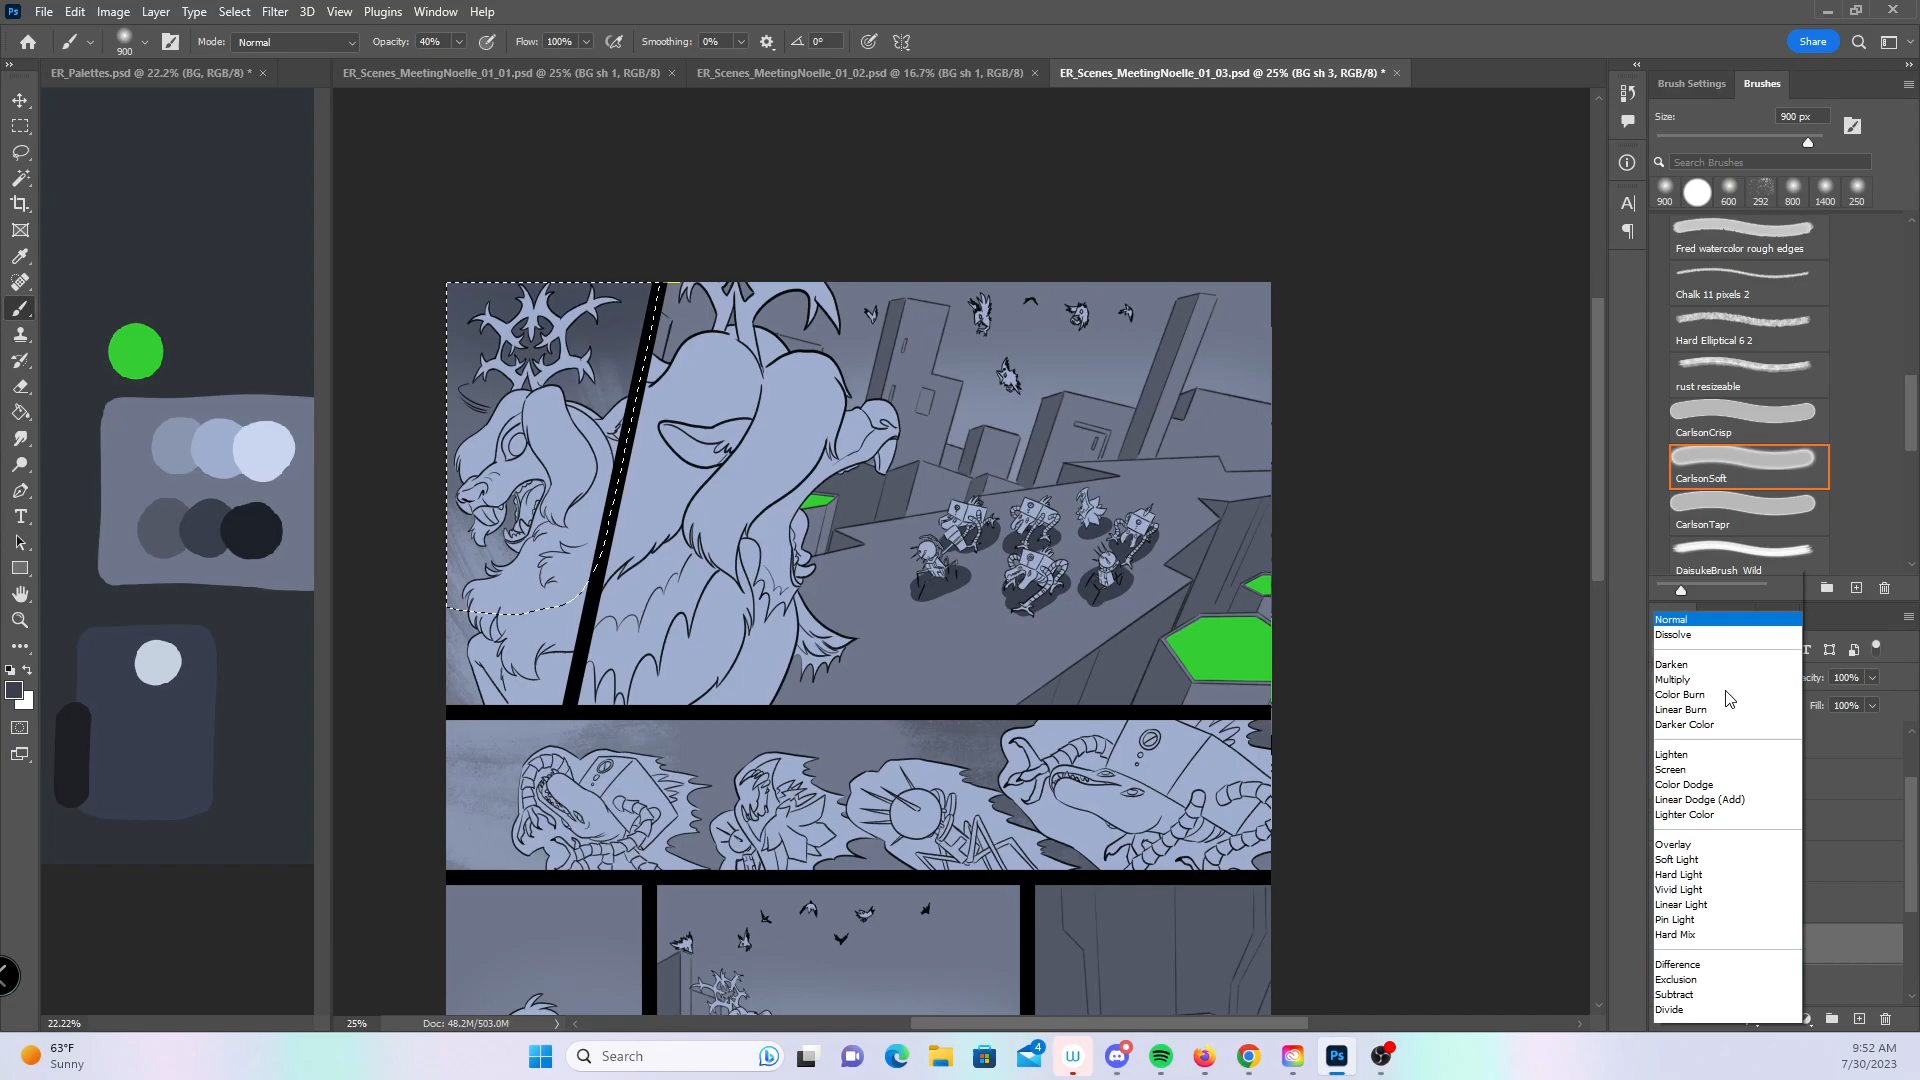 Ps File Edit Image Layer Type Select Filter 3D View Plugins Window Help
900 Mode: Normal Opacity: 40% Flow: 100% Smoothing: 0% 0° Share
ER_Palettes.psd @ 22.2% (BG, RGB/8) * ER_Scenes_MeetingNoelle_01_01.psd @ 25% (BG sh 1, RGB/8) ER_Scenes_MeetingNoelle_01_02.psd @ 16.7% (BG sh 1, RGB/8) ER_Scenes_MeetingNoelle_01_03.psd @ 25% (BG sh 3, RGB/8) *
Brush Settings Brushes
Size: 900 px
Search Brushes
900 600 292 800 1400 250
Fred watercolor rough edges
Chalk 11 pixels 2
Hard Elliptical 6 2
rust resizeable
CarlsonCrisp
CarlsonSoft
CarlsonTapr
DaisukeBrush_Wild
Normal
Dissolve
Darken
Multiply
Color Burn
Linear Burn
Darker Color
Lighten
Screen
Color Dodge
Linear Dodge (Add)
Lighter Color
Overlay
Soft Light
Hard Light
Vivid Light
Linear Light
Pin Light
Hard Mix
Difference
Exclusion
Subtract
Divide
100%
Fill: 100%
22.22% 25% Doc: 48.2M/503.0M
63°F
Sunny
Search
4
Ps
9:52 AM
7/30/2023